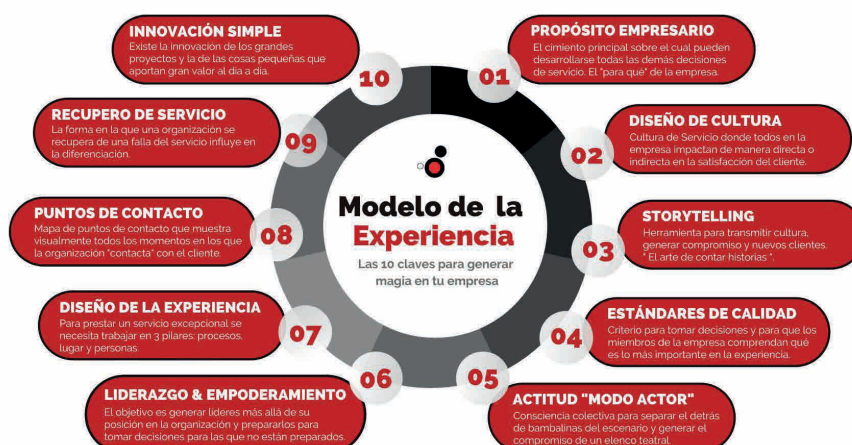 Modelo de la
Experiencia
Las 10 claves para generar
magia en tu empresa
01
PROPÓSITO EMPRESARIO
El cimiento principal sobre el cual pueden
desarrollarse todas las demás decisiones
de servicio. El "para qué" de la empresa.
02
DISEÑO DE CULTURA
Cultura de Servicio donde todos en la
empresa impactan de manera directa o
indirecta en la satisfacción del cliente.
03
STORYTELLING
Herramienta para transmitir cultura,
generar compromiso y nuevos clientes.
" El arte de contar historias ".
04
ESTÁNDARES DE CALIDAD
Criterio para tomar decisiones y para que los
miembros de la empresa comprendan qué
es lo más importante en la experiencia.
05
ACTITUD "MODO ACTOR"
Consciencia colectiva para separar el detrás
de bambalinas del escenario y generar el
compromiso de un elenco teatral.
06
LIDERAZGO & EMPODERAMIENTO
El objetivo es generar líderes más allá de su
posición en la organización y prepararlos para
tomar decisiones para las que no están preparados.
07
DISEÑO DE LA EXPERIENCIA
Para prestar un servicio excepcional se
necesita trabajar en 3 pilares: procesos,
lugar y personas.
08
PUNTOS DE CONTACTO
Mapa de puntos de contacto que muestra
visualmente todos los momentos en los que
la organización "contacta" con el cliente.
09
RECUPERO DE SERVICIO
La forma en la que una organización se
recupera de una falla del servicio influye en
la diferenciación.
10
INNOVACIÓN SIMPLE
Existe la innovación de los grandes
proyectos y la de las cosas pequeñas que
aportan gran valor al día a día.